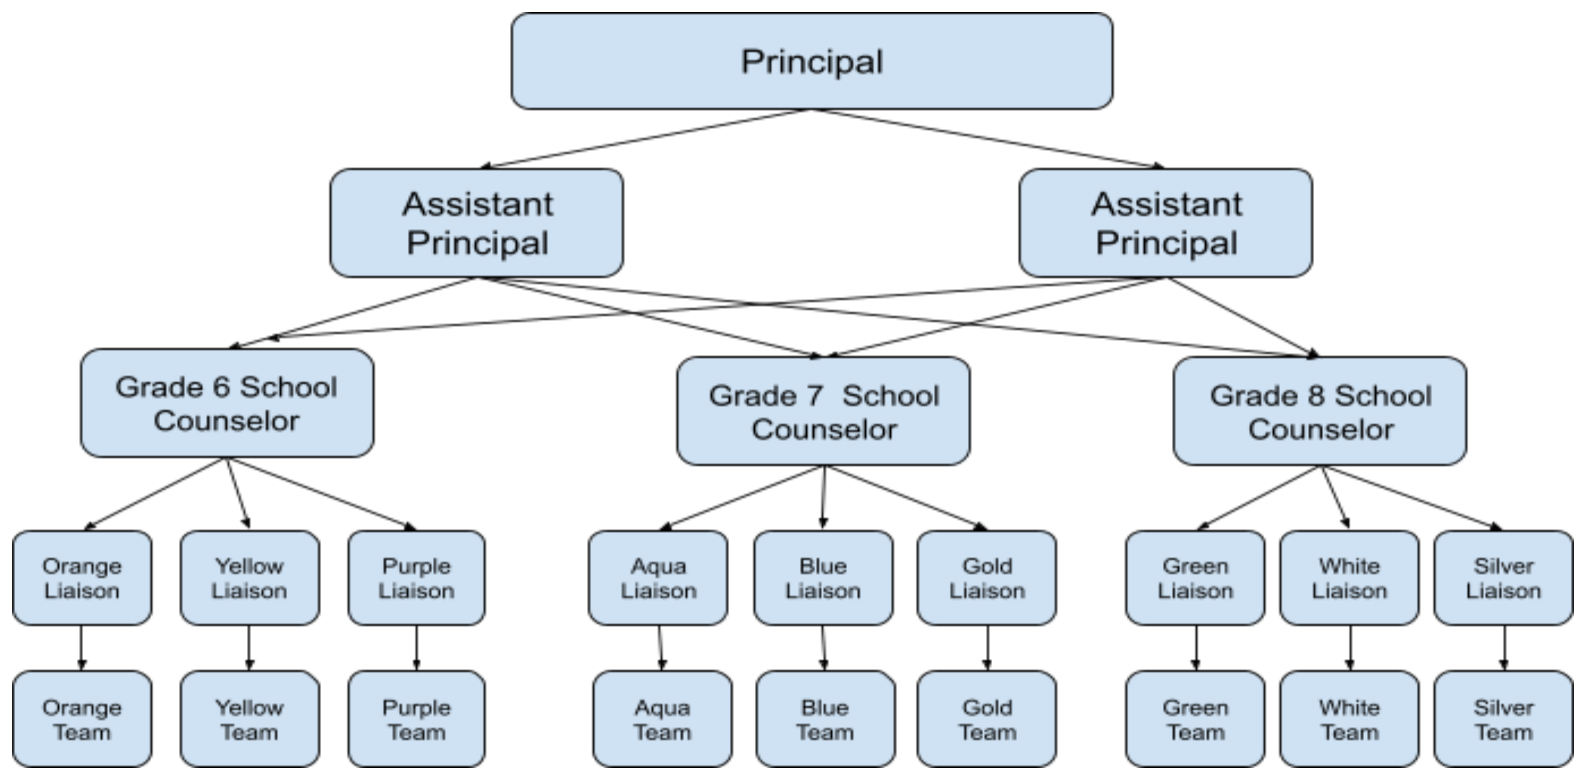 Principal
Assistant
Principal
Assistant
Principal
Grade 6 School
Counselor
Grade 7  School
Counselor
Grade 8 School
Counselor
Orange
Liaison
Yellow
Liaison
Purple
Liaison
Aqua
Liaison
Blue
Liaison
Gold
Liaison
Green
Liaison
White
Liaison
Silver
Liaison
Orange
Team
Yellow
Team
Purple
Team
Aqua
Team
Blue
Team
Gold
Team
Green
Team
White
Team
Silver
Team